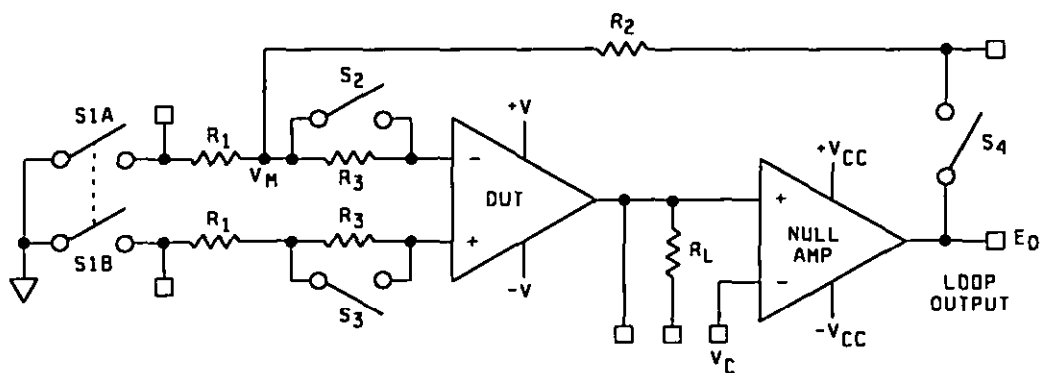 R2
S1A
S2
+V
R1
VM
R3
-
DUT
+VCC
S4
R1
R3
+
-V
+
NULL
AMP
-
E0
S1B
S3
RL
LOOP
OUTPUT
-VCC
VC